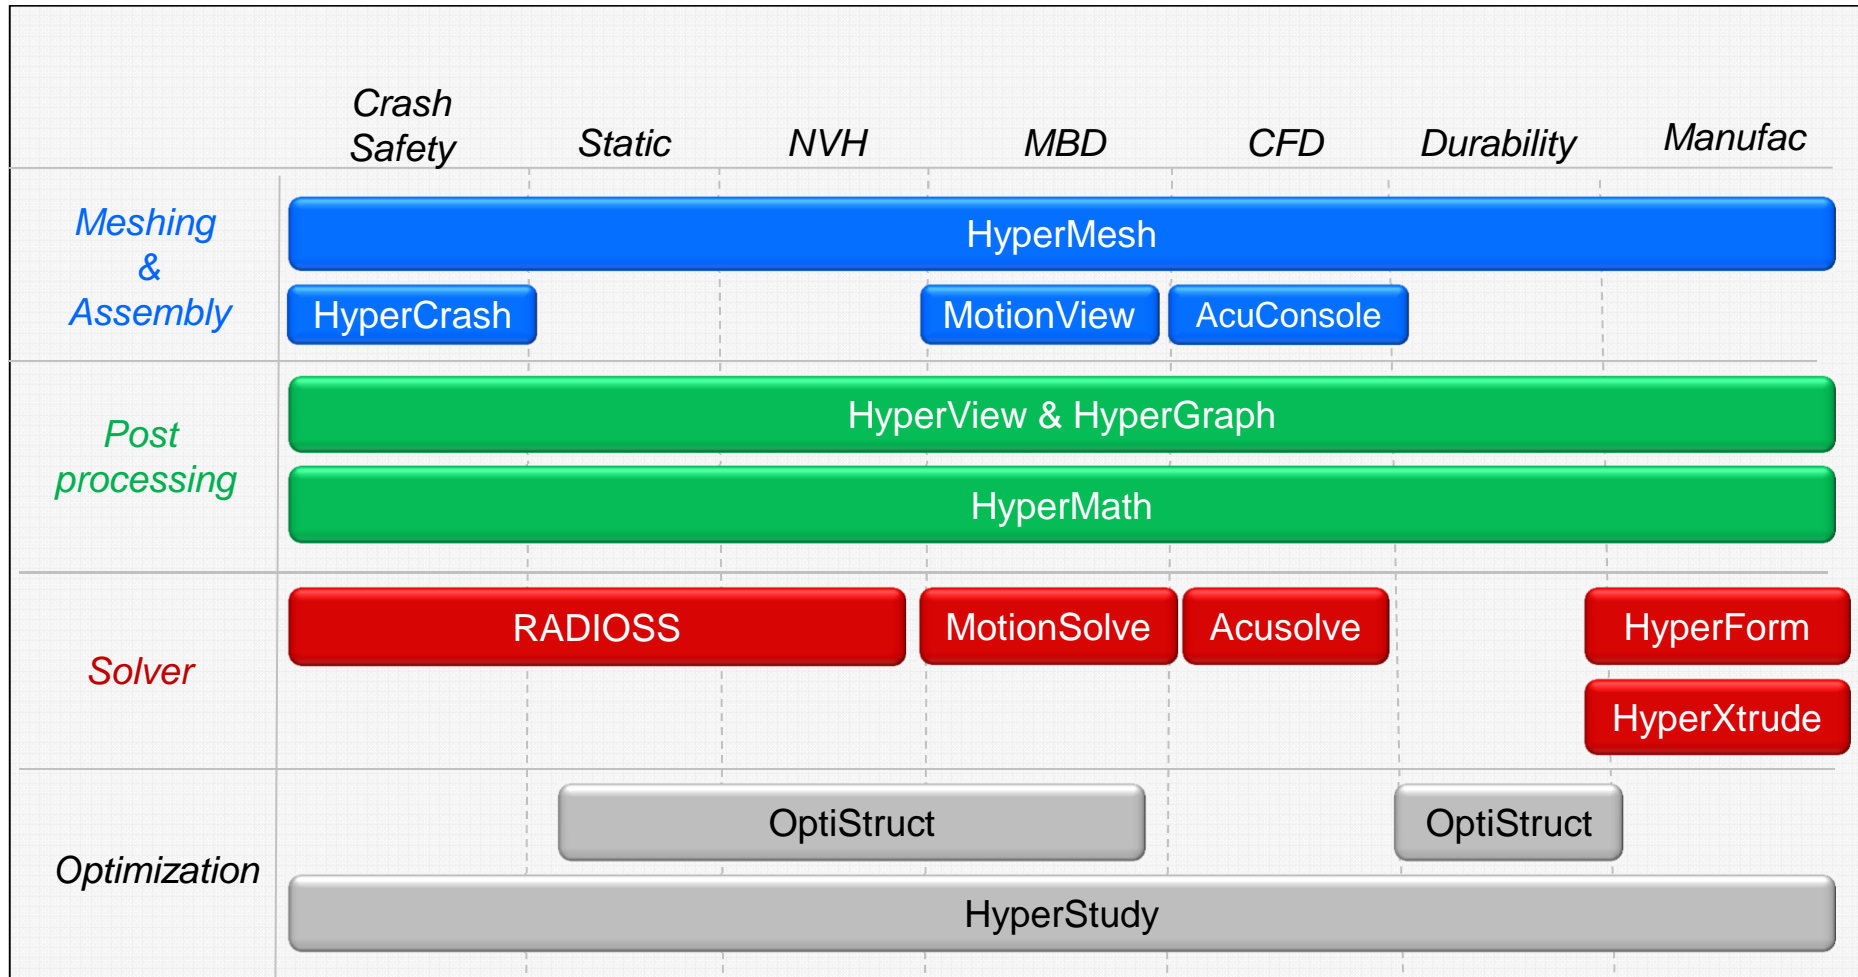 Crash
Safety
Static
NVH
MBD
CFD
Durability
Manufac
Meshing
&
Assembly
HyperMesh
HyperCrash
MotionView
AcuConsole
Post
processing
HyperView & HyperGraph
HyperMath
Solver
RADIOSS
MotionSolve
Acusolve
HyperForm
HyperXtrude
Optimization
OptiStruct
OptiStruct
HyperStudy